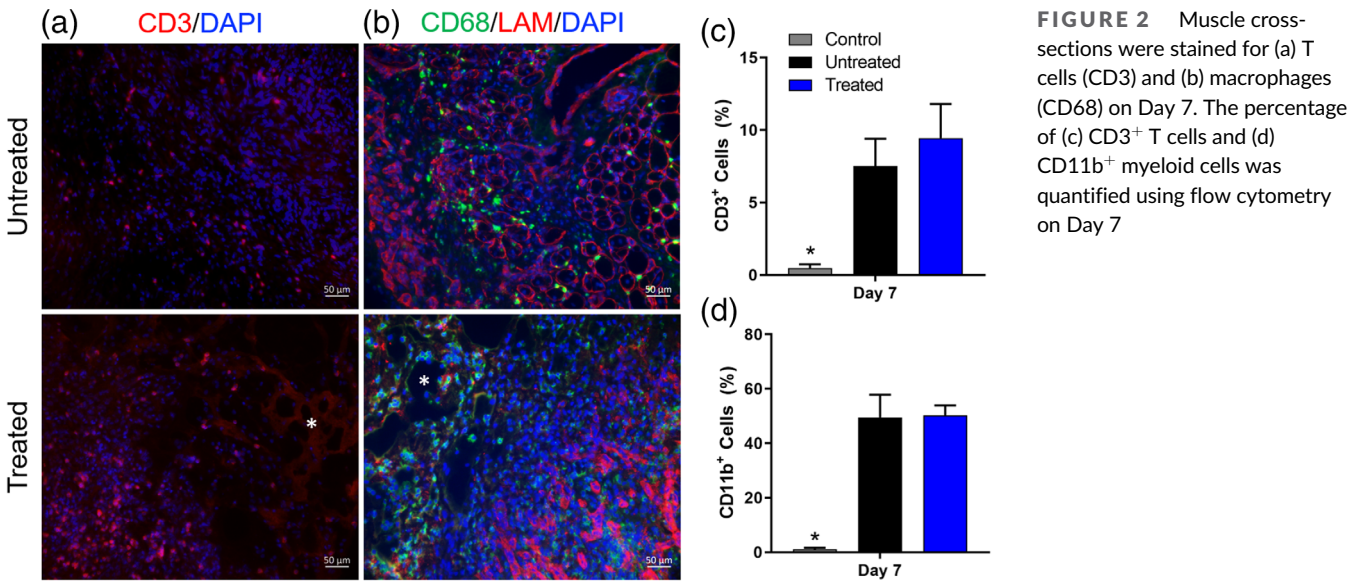 (a) CD3/DAPI
(b) CD68/LAM/DAPI
Untreated
50 µm
50 µm
Treated
*
50 µm
*
50 µm
(c)
Control
Untreated
Treated
CD3+ Cells (%)
15
10
5
0
*
Day 7
(d)
CD11b+ Cells (%)
80
60
40
20
0
*
Day 7
FIGURE 2 Muscle cross-
sections were stained for (a) T
cells (CD3) and (b) macrophages
(CD68) on Day 7. The percentage
of (c) CD3+ T cells and (d)
CD11b+ myeloid cells was
quantified using flow cytometry
on Day 7